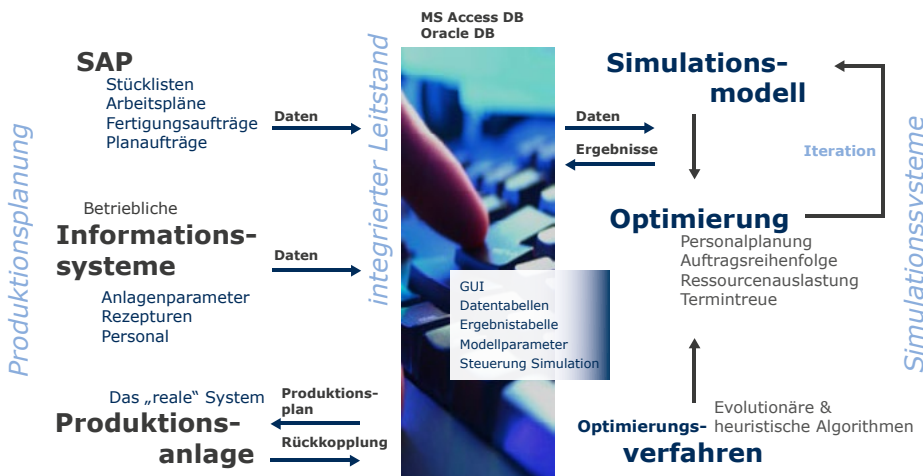 MS Access DB
Oracle DB
Produktionsplanung
SAP
Stücklisten
Arbeitspläne
Fertigungsaufträge
Planaufträge
Daten
Betriebliche
Informations-
systeme
Anlagenparameter
Rezepturen
Personal
Daten
Das „reale“ System
Produktions-
anlage
Produktions-
plan
Rückkopplung
integrierter Leitstand
GUI
Datentabellen
Ergebnistabelle
Modellparameter
Steuerung Simulation
Daten
Ergebnisse
Simulations-
modell
Iteration
Optimierung
Personalplanung
Auftragsreihenfolge
Ressourcenauslastung
Termintreue
Optimierungs-
verfahren
Evolutionäre &
heuristische Algorithmen
Simulationssysteme